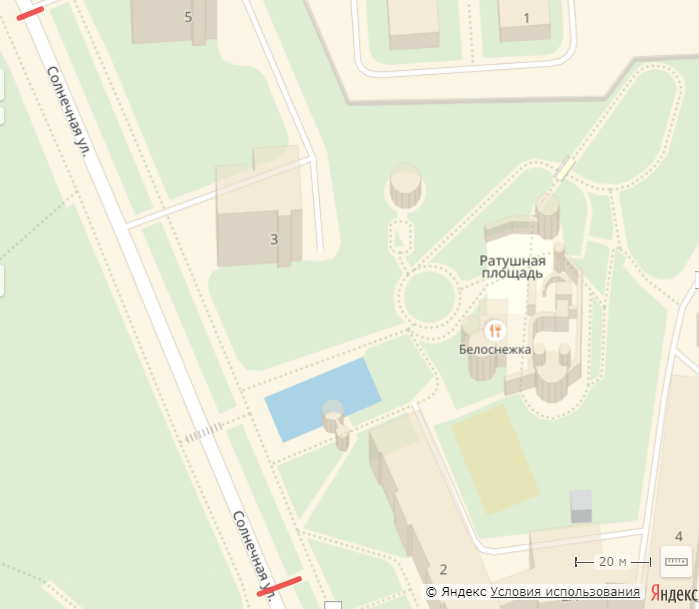 5
1
Солнечная ул.
3
Ратушная
площадь
Белоснежка
Солнечная ул.
4
20 м
2
© Яндекс Условия использования
Яндекс